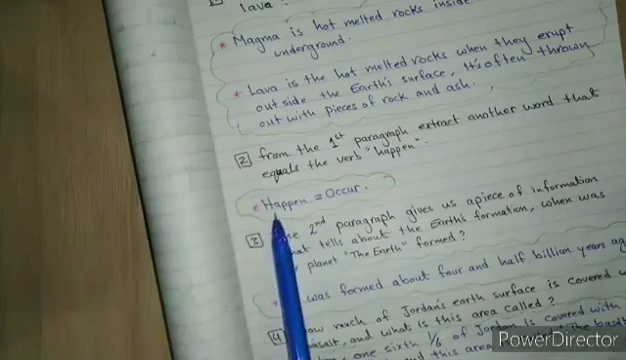 lava ?
* Magma is hot melted rocks inside
underground.
* Lava is the hot melted rocks when they erupt
out side the Earth's surface, It's often thrown
out with pieces of rock and ash.
2 from the 1st paragraph extract another word that
equals the verb "happen".
* Happen = Occur.
3 2nd paragraph gives us apiece of information
tells about the Earth's formation, when was
planet "The Earth" formed?
* was formed about four and half billion years
4 How much of Jordan's earth surface is covered
basalt, and what is this area called?
one sixth 1/6 of Jordan is covered with
this area
PowerDirector